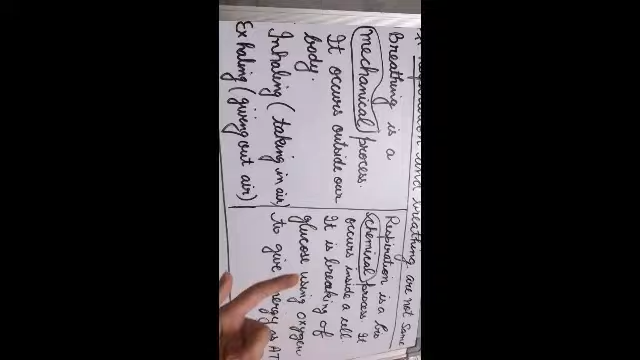 * Respiration and breathing are not same
Breathing is a
mechanical process.
It occurs outside our
body.
Inhaling (taking in air)
Exhaling (giving out air)
Respiration is a bio
chemical process. It
occurs inside a cell
It is breaking of
glucose using oxygen
to give energy as AT